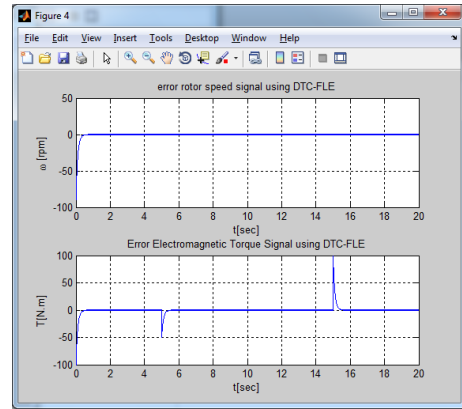 Figure 4
File Edit View Insert Tools Desktop Window Help
error rotor speed signal using DTC-FLE
50
0
-50
-100
ω [rpm]
0 2 4 6 8 10 12 14 16 18 20
t[sec]
Error Electromagnetic Torque Signal using DTC-FLE
100
50
0
-50
-100
T[N.m]
0 2 4 6 8 10 12 14 16 18 20
t[sec]